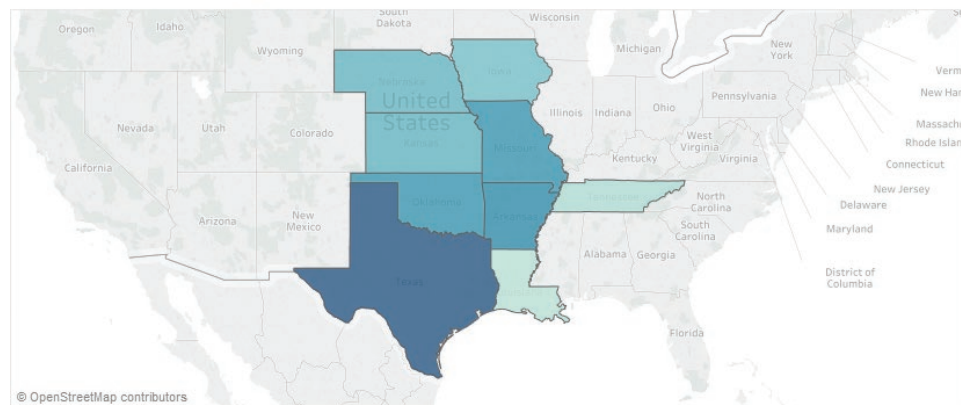 South
Dakota
Wisconsin
Oregon
Idaho
Wyoming
Michigan
New
York
Iowa
Nebraska
United
States
Nevada
Utah
Colorado
Kansas
Illinois
Indiana
Ohio
Pennsylvania
Verm
New Ham
Massachu
Rhode Islan
Connecticut
New Jersey
Delaware
Maryland
District of
Columbia
California
Missouri
West
Virginia
Kentucky
Virginia
Tennessee
North
Carolina
Arizona
New
Mexico
Oklahoma
Arkansas
South
Carolina
Alabama
Georgia
Texas
Florida
© OpenStreetMap contributors